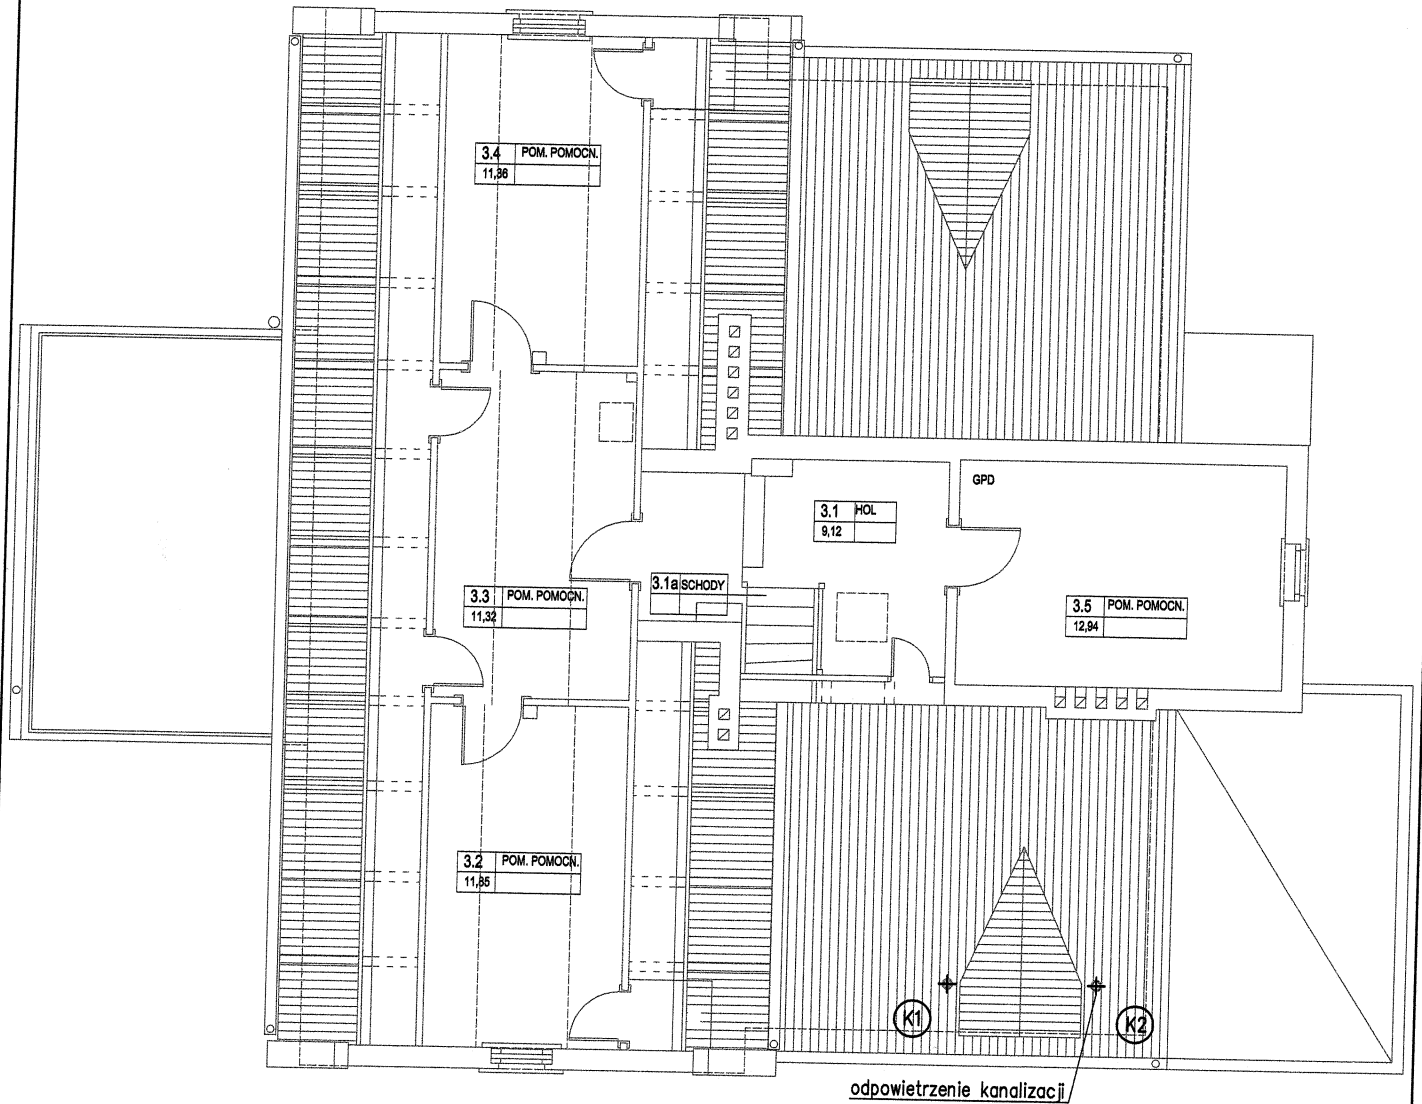 3.4 POM. POMOCN.
11,36
GPD
3.1 HOL
9,12
3.1a SCHODY
3.3 POM. POMOCN.
11,32
3.5 POM. POMOCN.
12,94
3.2 POM. POMOCN.
11,35
K1
K2
odpowietrzenie kanalizacji